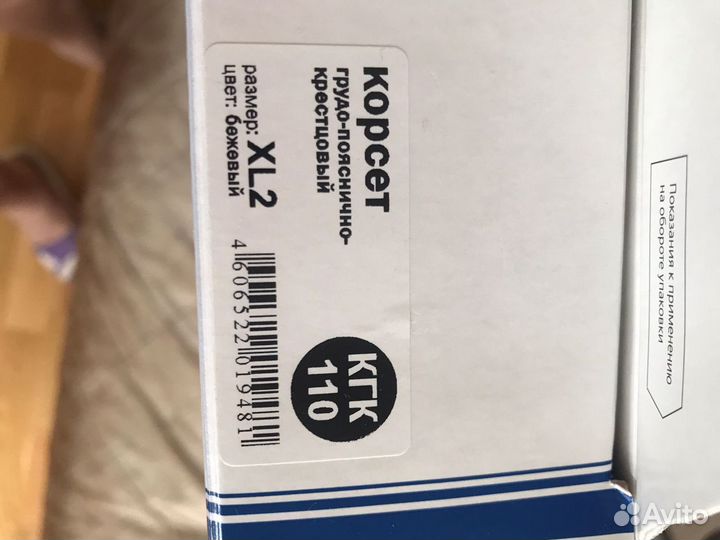 корсет
грудо-пояснично-
крестцовый
размер: XL2
цвет: бежевый
4 606522 019481
КГК
110
Показания к применению
на обороте упаковки
Avito